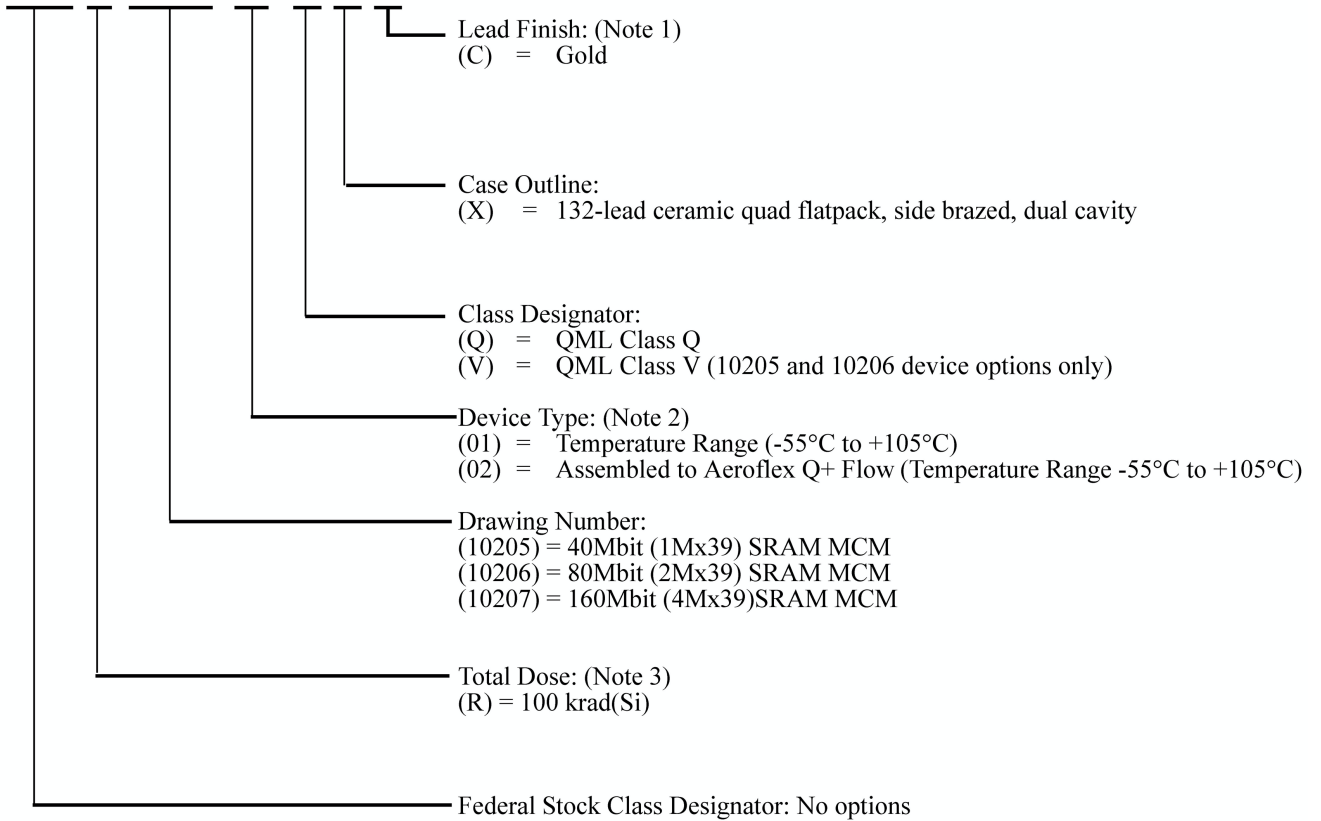 Lead Finish: (Note 1)
(C) = Gold
Case Outline:
(X) = 132-lead ceramic quad flatpack, side brazed, dual cavity
Class Designator:
(Q) = QML Class Q
(V) = QML Class V (10205 and 10206 device options only)
Device Type: (Note 2)
(01) = Temperature Range (-55°C to +105°C)
(02) = Assembled to Aeroflex Q+ Flow (Temperature Range -55°C to +105°C)
Drawing Number:
(10205) = 40Mbit (1Mx39) SRAM MCM
(10206) = 80Mbit (2Mx39) SRAM MCM
(10207) = 160Mbit (4Mx39)SRAM MCM
Total Dose: (Note 3)
(R) = 100 krad(Si)
Federal Stock Class Designator: No options